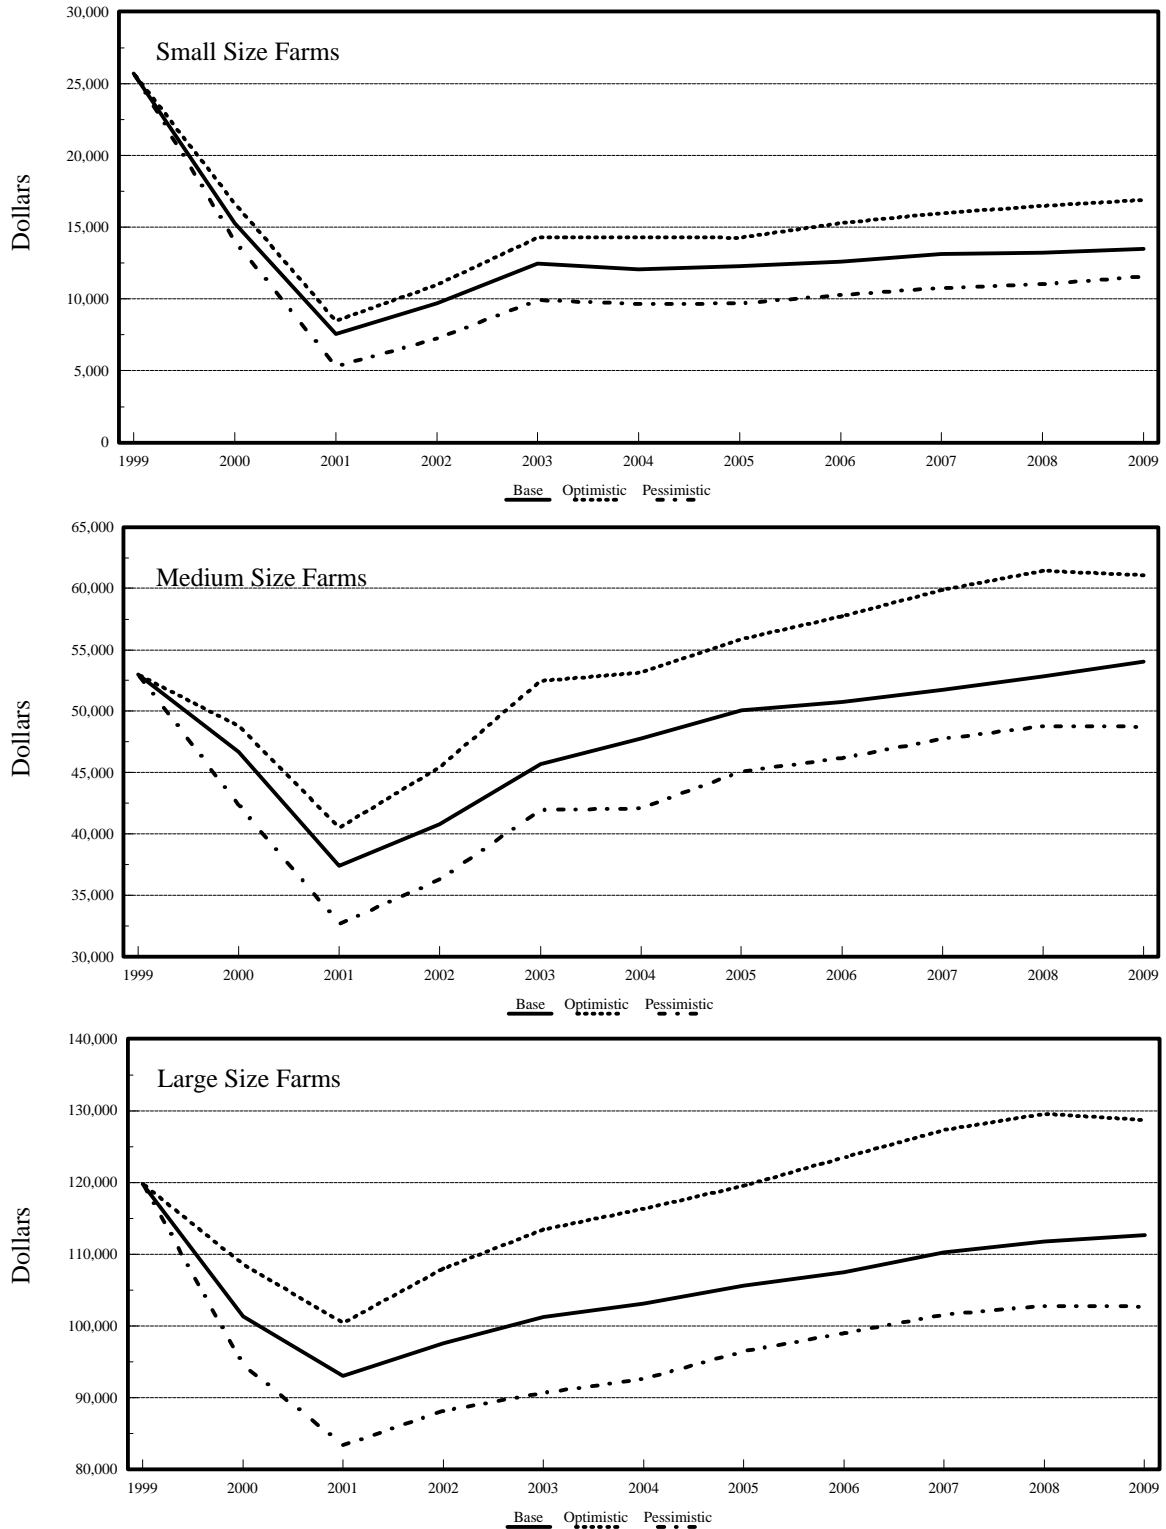 30,000
Small Size Farms
25,000
20,000
Dollars
15,000
10,000
5,000
0
1999 2000 2001 2002 2003 2004 2005 2006 2007 2008 2009
Base Optimistic Pessimistic
65,000
Medium Size Farms
60,000
55,000
50,000
Dollars
45,000
40,000
35,000
30,000
1999 2000 2001 2002 2003 2004 2005 2006 2007 2008 2009
Base Optimistic Pessimistic
140,000
Large Size Farms
130,000
120,000
Dollars
110,000
100,000
90,000
80,000
1999 2000 2001 2002 2003 2004 2005 2006 2007 2008 2009
Base Optimistic Pessimistic